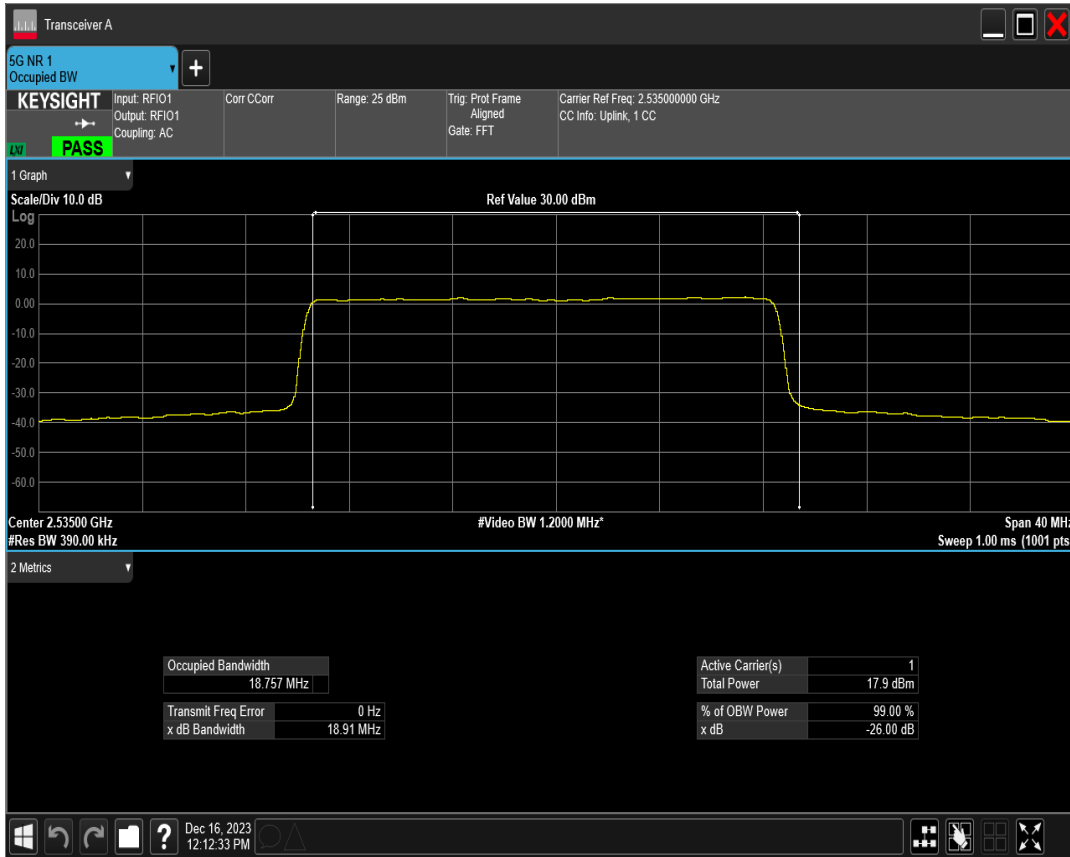 Transceiver A
5G NR 1
Occupied BW
+
KEYSIGHT
LXI
PASS
Input: RFIO1
Output: RFIO1
Coupling: AC
Corr CCorr
Range: 25 dBm
Trig: Prot Frame
Aligned
Gate: FFT
Carrier Ref Freq: 2.535000000 GHz
CC Info: Uplink, 1 CC
1 Graph
Scale/Div 10.0 dB
Ref Value 30.00 dBm
Log
20.0
10.0
0.00
-10.0
-20.0
-30.0
-40.0
-50.0
-60.0
Center 2.53500 GHz
#Video BW 1.2000 MHz*
Span 40 MHz
#Res BW 390.00 kHz
Sweep 1.00 ms (1001 pts
2 Metrics
Occupied Bandwidth
18.757 MHz
Transmit Freq Error 0 Hz
x dB Bandwidth 18.91 MHz
Active Carrier(s) 1
Total Power 17.9 dBm
% of OBW Power 99.00 %
x dB -26.00 dB
?
Dec 16, 2023
12:12:33 PM